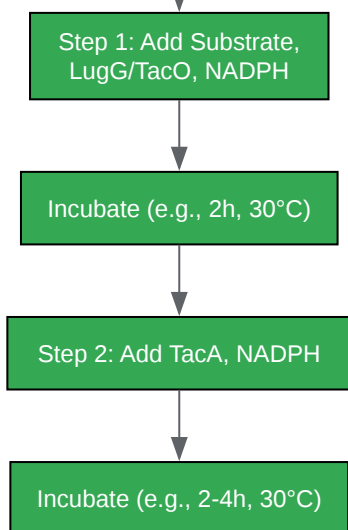 Step 1: Add Substrate,
LugG/TacO, NADPH
Incubate (e.g., 2h, 30°C)
Step 2: Add TacA, NADPH
Incubate (e.g., 2-4h, 30°C)